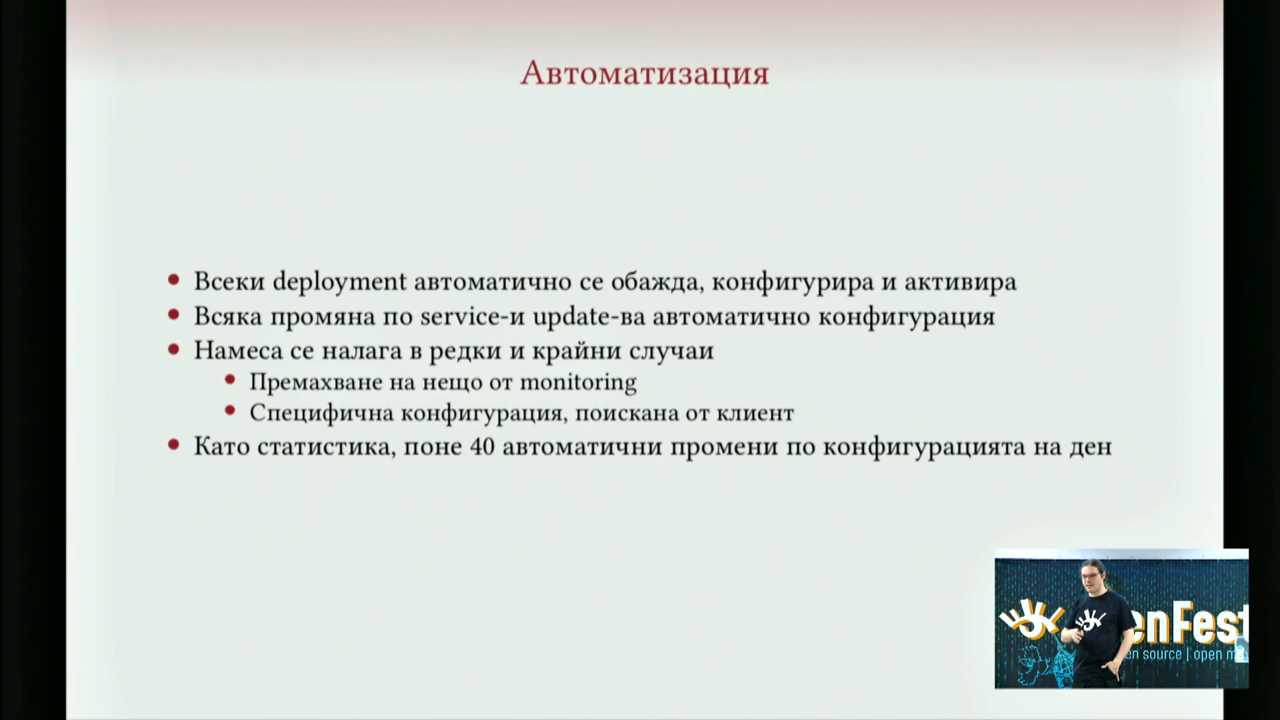 Автоматизация
Всеки deployment автоматично се обажда, конфигурира и активира
Всяка промяна по service-и update-ва автоматично конфигурация
Намеса се налага в редки и крайни случаи
Премахване на нещо от monitoring
Специфична конфигурация, поискана от клиент
Като статистика, поне 40 автоматични промени по конфигурацията на ден
enFest
en source | open